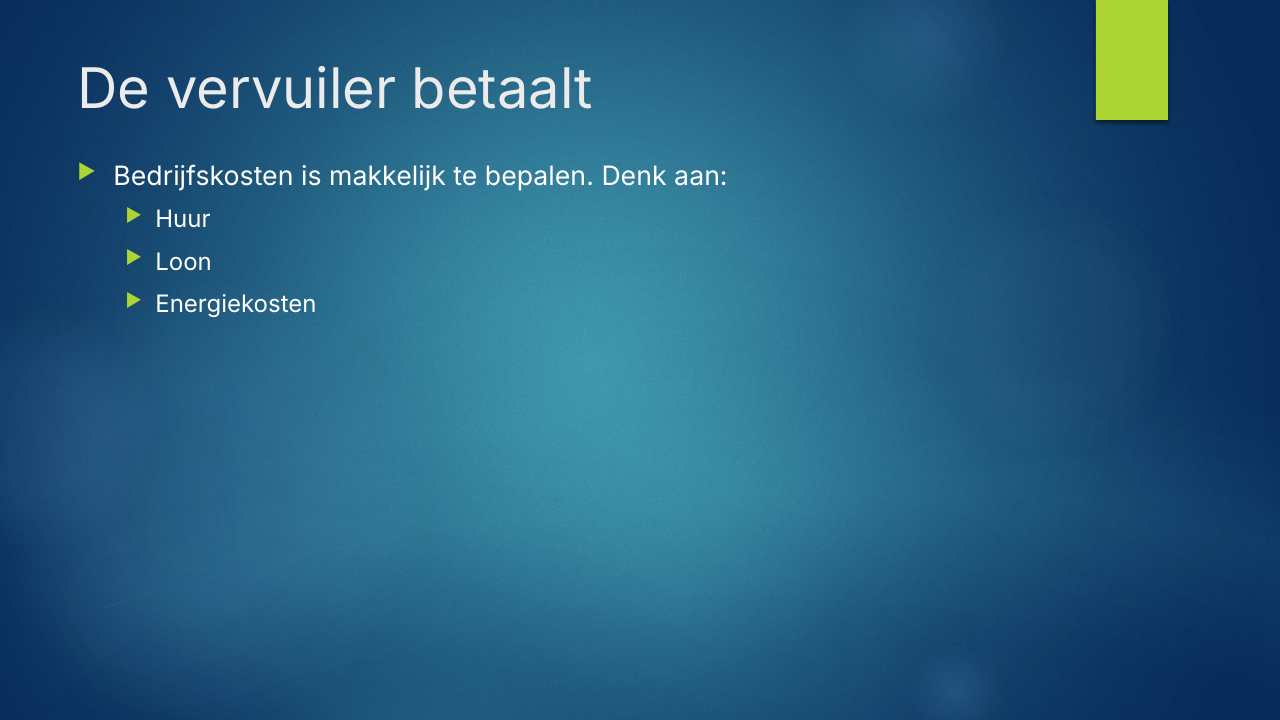 De vervuiler betaalt
Bedrijfskosten is makkelijk te bepalen. Denk aan:
Huur
Loon
Energiekosten